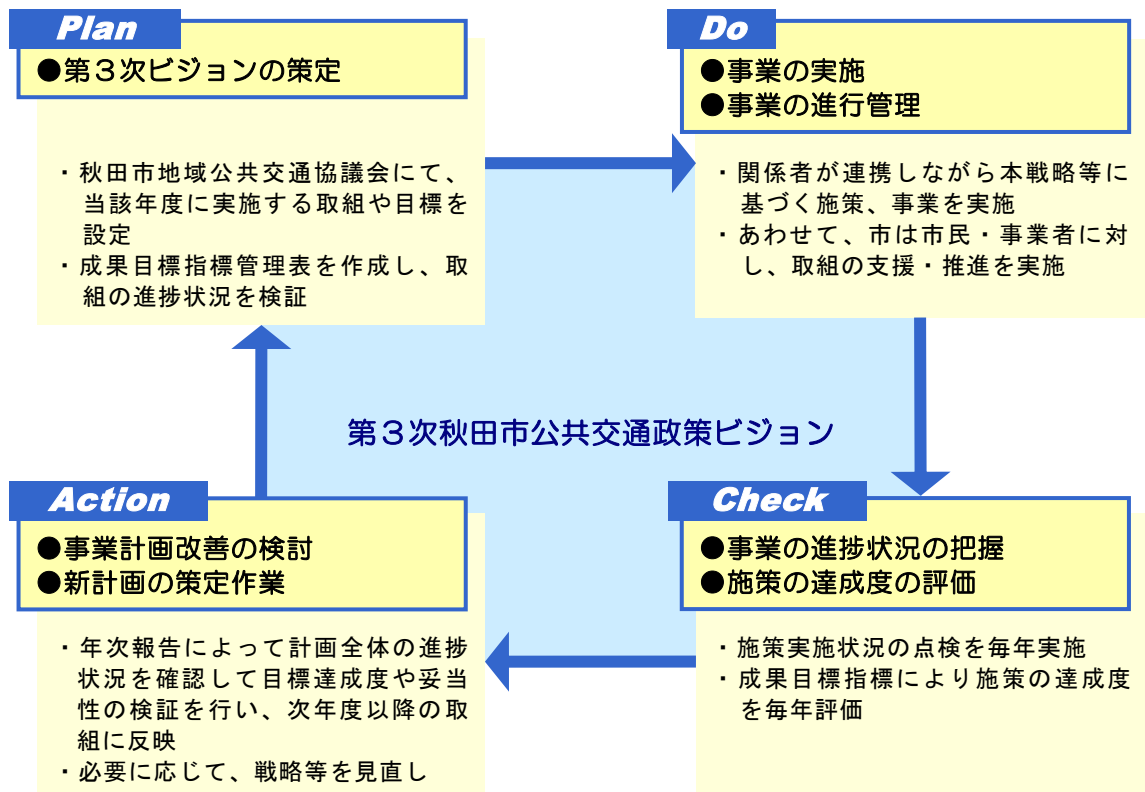 Plan
●第３次ビジョンの策定
・秋田市地域公共交通協議会にて、
当該年度に実施する取組や目標を
設定
・成果目標指標管理表を作成し、取
組の進捗状況を検証
Do
●事業の実施
●事業の進行管理
・関係者が連携しながら本戦略等に
基づく施策、事業を実施
・あわせて、市は市民・事業者に対
し、取組の支援・推進を実施
第３次秋田市公共交通政策ビジョン
Action
●事業計画改善の検討
●新計画の策定作業
・年次報告によって計画全体の進捗
状況を確認して目標達成度や妥当
性の検証を行い、次年度以降の取
組に反映
・必要に応じて、戦略等を見直し
Check
●事業の進捗状況の把握
●施策の達成度の評価
・施策実施状況の点検を毎年実施
・成果目標指標により施策の達成度
を毎年評価